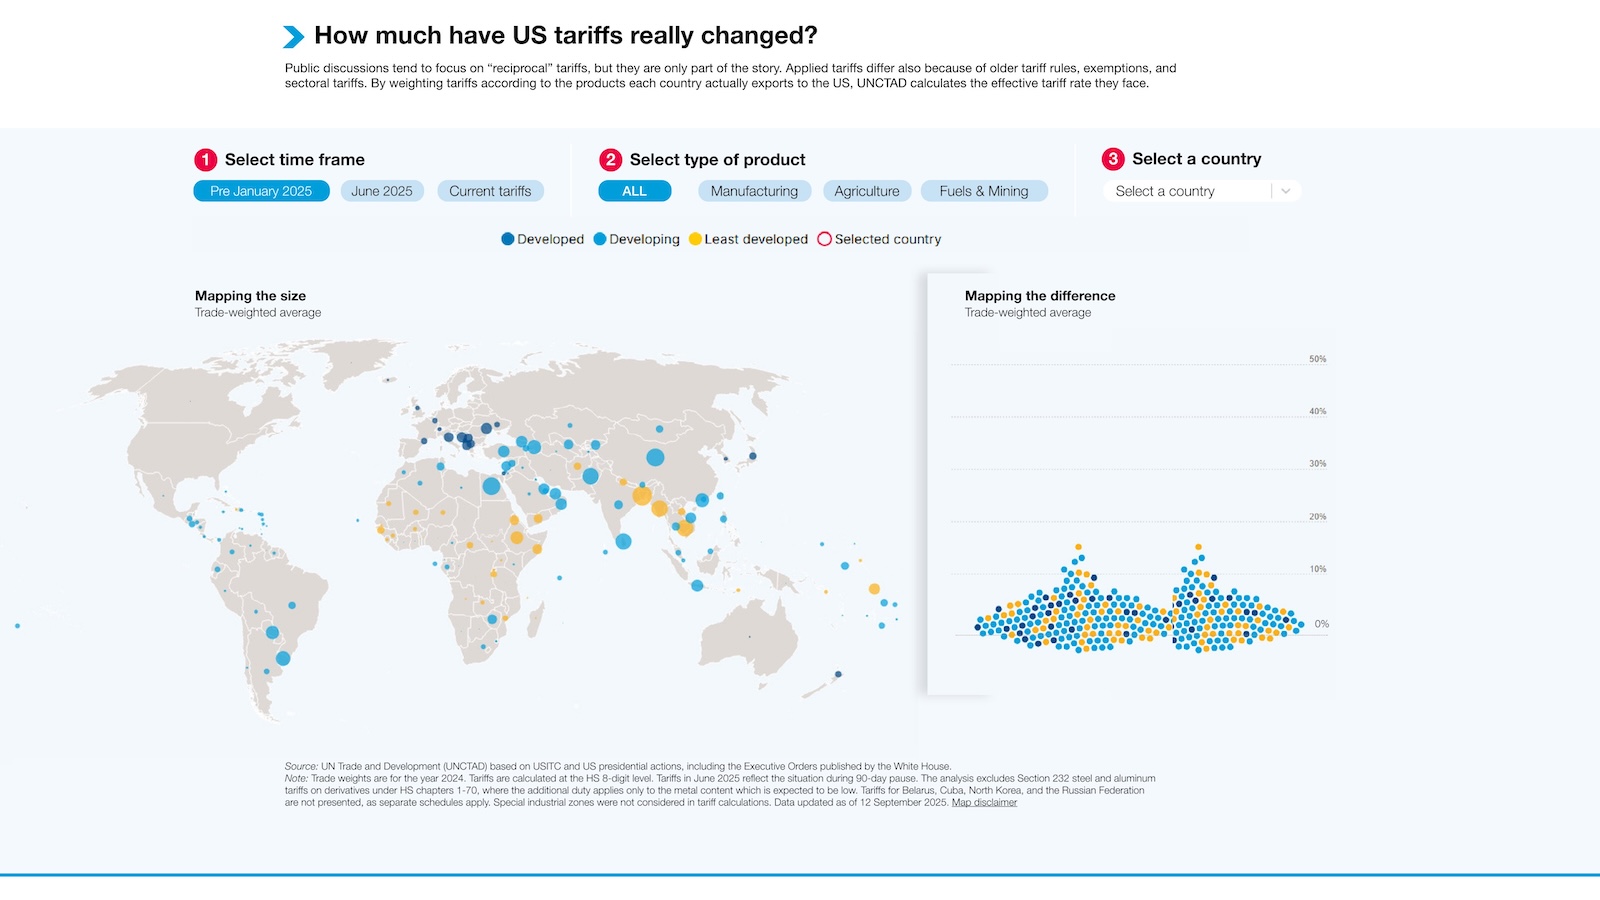 How much have US tariffs really changed?
Public discussions tend to focus on “reciprocal” tariffs, but they are only part of the story. Applied tariffs differ also because of older tariff rules, exemptions, and
sectoral tariffs. By weighting tariffs according to the products each country actually exports to the US, UNCTAD calculates the effective tariff rate they face.
1 Select time frame
Pre January 2025 June 2025 Current tariffs
2 Select type of product
ALL Manufacturing Agriculture Fuels & Mining
3 Select a country
Select a country
Developed Developing Least developed Selected country
Mapping the size
Trade-weighted average
Mapping the difference
Trade-weighted average
50%
40%
30%
20%
10%
0%
Source: UN Trade and Development (UNCTAD) based on USITC and US presidential actions, including the Executive Orders published by the White House.
Note: Trade weights are for the year 2024. Tariffs are calculated at the HS 8-digit level. Tariffs in June 2025 reflect the situation during 90-day pause. The analysis excludes Section 232 steel and aluminum
tariffs on derivatives under HS chapters 1-70, where the additional duty applies only to the metal content which is expected to be low. Tariffs for Belarus, Cuba, North Korea, and the Russian Federation
are not presented, as separate schedules apply. Special industrial zones were not considered in tariff calculations. Data updated as of 12 September 2025. Map disclaimer